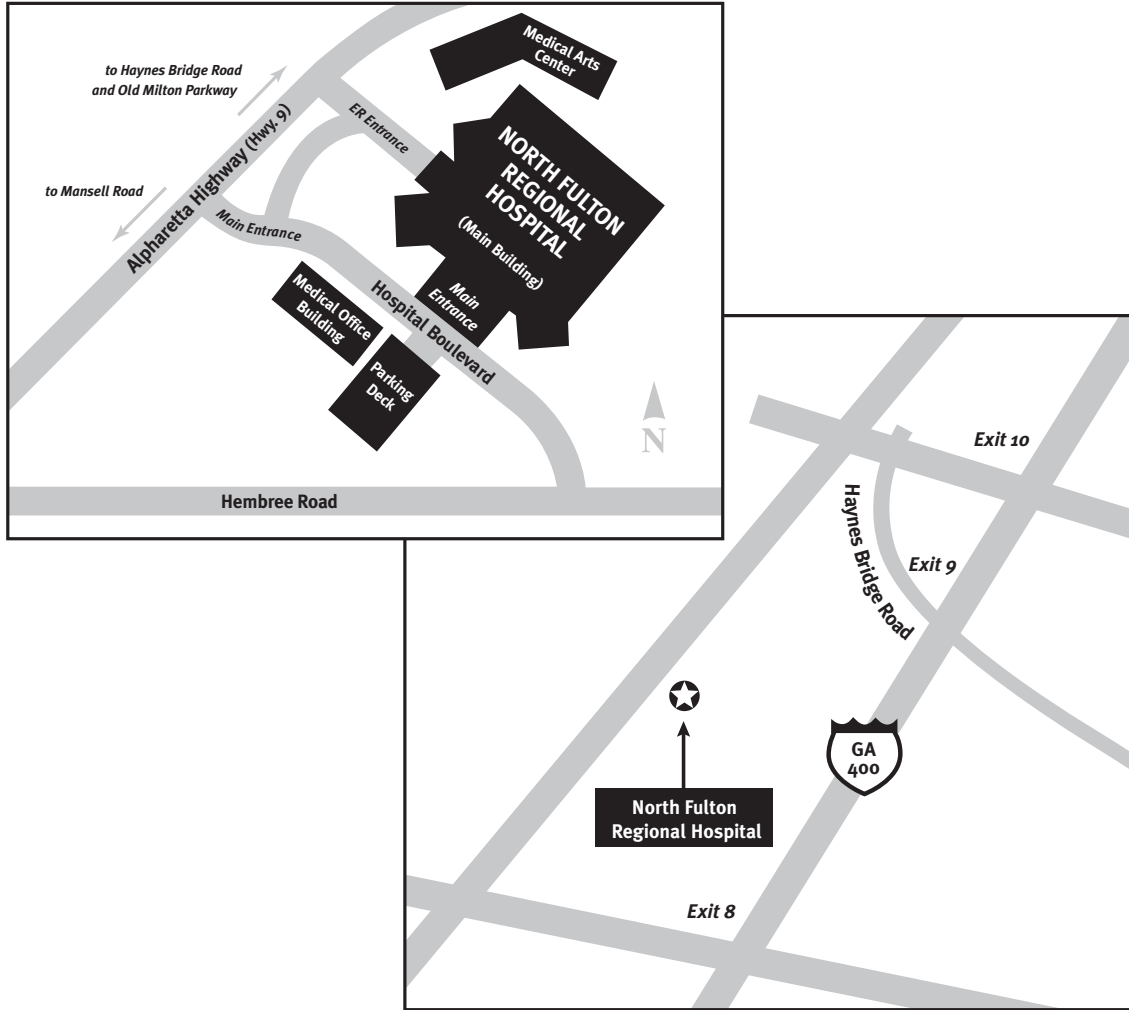 Medical Arts
Center
to Haynes Bridge Road
and Old Milton Parkway
ER Entrance
Alpharetta Highway (Hwy. 9)
NORTH FULTON
REGIONAL
HOSPITAL
(Main Building)
to Mansell Road
Main Entrance
Main
Entrance
Medical Office
Building
Hospital Boulevard
Parking
Deck
N
Hembree Road
Exit 10
Haynes Bridge Road
Exit 9
GA
400
North Fulton
Regional Hospital
Exit 8